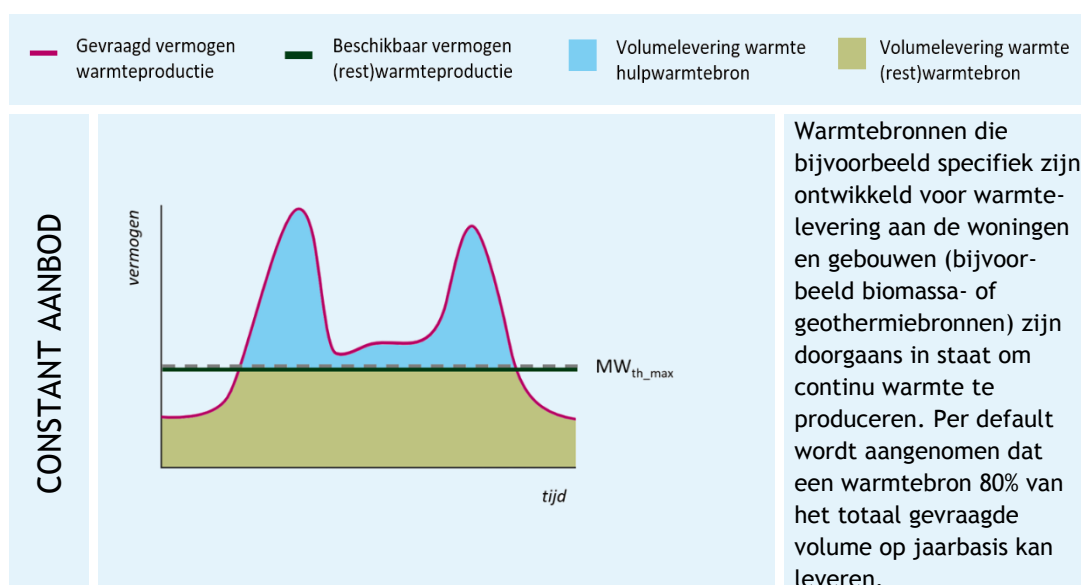 Gevraagd vermogen
warmteproductie
Beschikbaar vermogen
(rest)warmteproductie
Volumelevering warmte
hulpwarmtebron
Volumelevering warmte
(rest)warmtebron
CONSTANT AANBOD
vermogen
MWth_max
tijd
Warmtebronnen die
bijvoorbeeld specifiek zijn
ontwikkeld voor warmte-
levering aan de woningen
en gebouwen (bijvoor-
beeld biomassa- of
geothermiebronnen) zijn
doorgaans in staat om
continu warmte te
produceren. Per default
wordt aangenomen dat
een warmtebron 80% van
het totaal gevraagde
volume op jaarbasis kan
leveren.